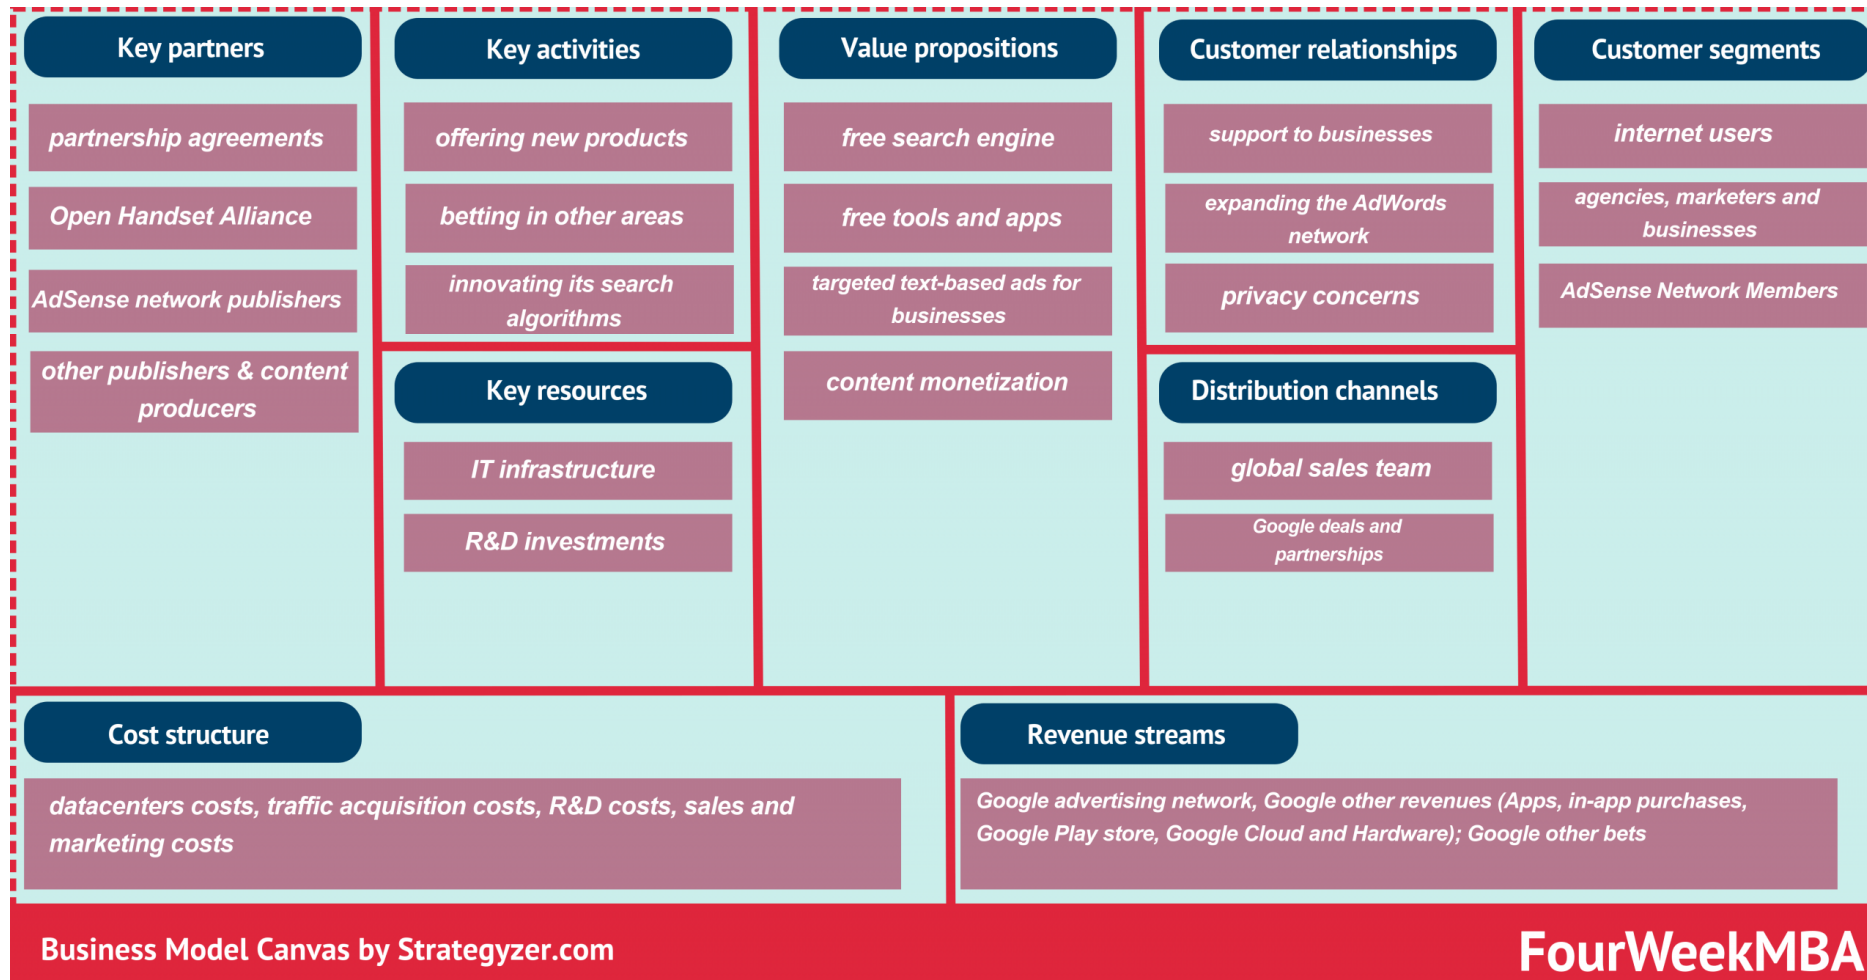 Key partners
partnership agreements
Open Handset Alliance
AdSense network publishers
other publishers & content
producers
Key activities
offering new products
betting in other areas
innovating its search
algorithms
Key resources
IT infrastructure
R&D investments
Value propositions
free search engine
free tools and apps
targeted text-based ads for
businesses
content monetization
Customer relationships
support to businesses
expanding the AdWords
network
privacy concerns
Distribution channels
global sales team
Google deals and
partnerships
Customer segments
internet users
agencies, marketers and
businesses
AdSense Network Members
Cost structure
datacenters costs, traffic acquisition costs, R&D costs, sales and
marketing costs
Revenue streams
Google advertising network, Google other revenues (Apps, in-app purchases,
Google Play store, Google Cloud and Hardware); Google other bets
Business Model Canvas by Strategyzer.com
FourWeekMBA